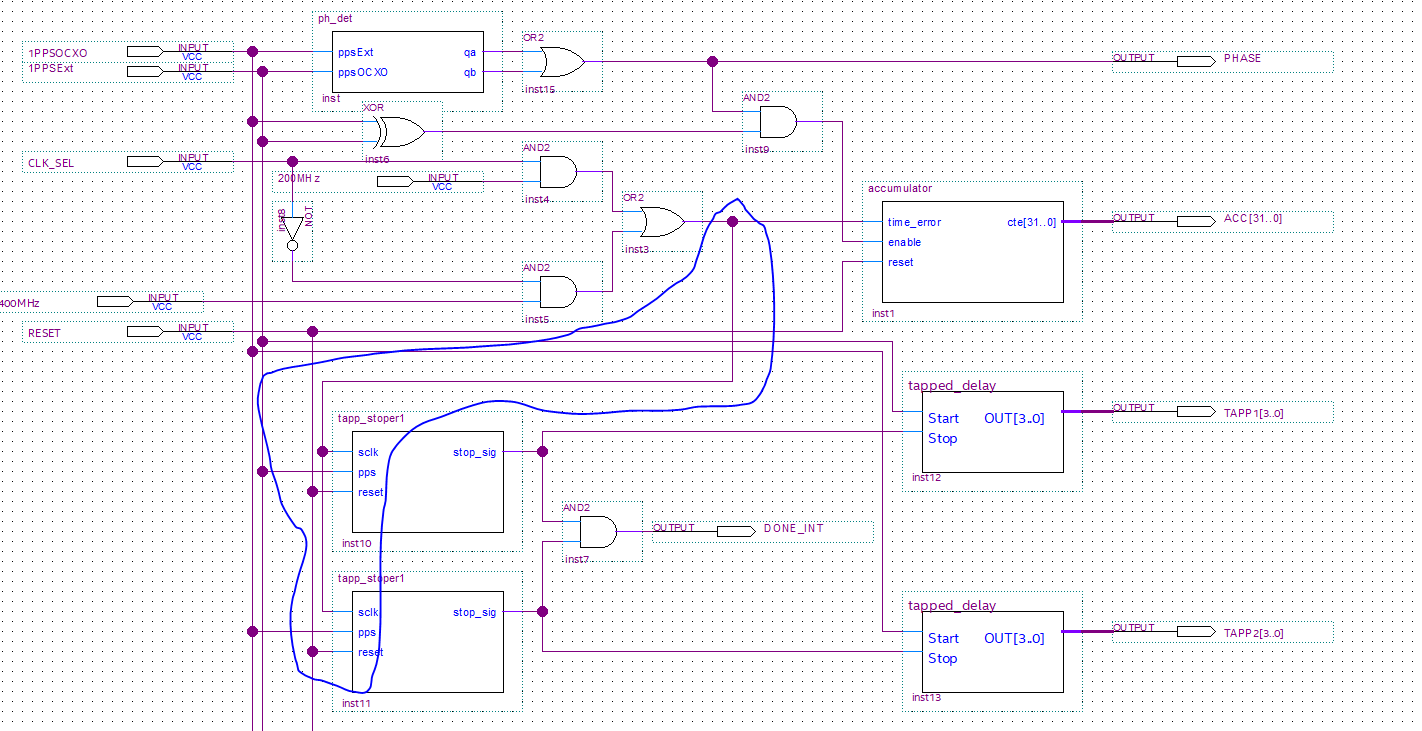 ph_det
1PPSOCXO
INPUT
VCC
1PPSExt
INPUT
VCC
ppsExt
qa
ppsOCXO
qb
inst
OR2
inst15
OUTPUT
PHASE
XOR
inst6
AND2
inst9
CLK_SEL
INPUT
VCC
200MHz
INPUT
VCC
AND2
inst4
inst8
NOT
OR2
inst3
accumulator
time_error
cte[31..0]
enable
reset
inst1
OUTPUT
ACC[31..0]
AND2
inst5
400MHz
INPUT
VCC
RESET
INPUT
VCC
tapped_delay
Start
OUT[3..0]
Stop
inst12
OUTPUT
TAPP1[3..0]
tapp_stoper1
sclk
stop_sig
pps
reset
inst10
AND2
inst7
OUTPUT
DONE_INT
tapp_stoper1
sclk
stop_sig
pps
reset
inst11
tapped_delay
Start
OUT[3..0]
Stop
inst13
OUTPUT
TAPP2[3..0]